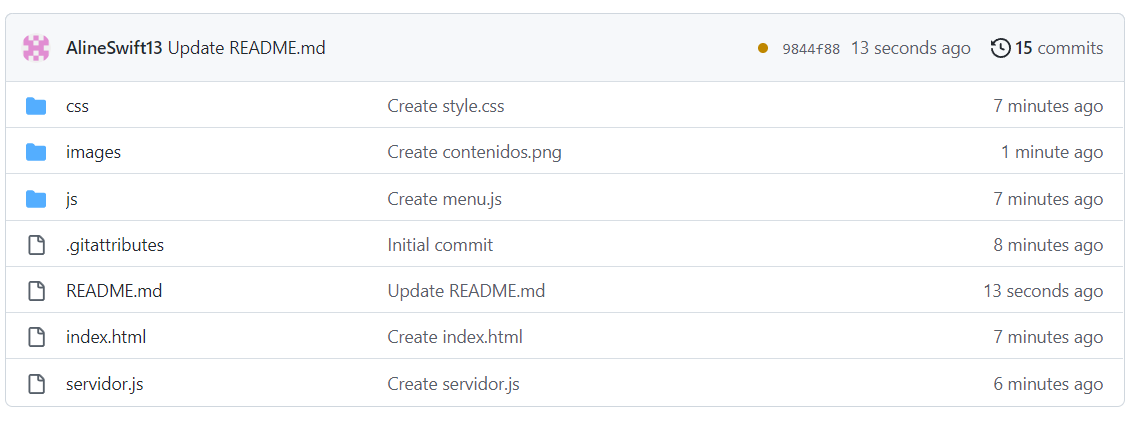 AlineSwift13 Update README.md 9844f88 13 seconds ago 15 commits
css Create style.css 7 minutes ago
images Create contenidos.png 1 minute ago
js Create menu.js 7 minutes ago
.gitattributes Initial commit 8 minutes ago
README.md Update README.md 13 seconds ago
index.html Create index.html 7 minutes ago
servidor.js Create servidor.js 6 minutes ago